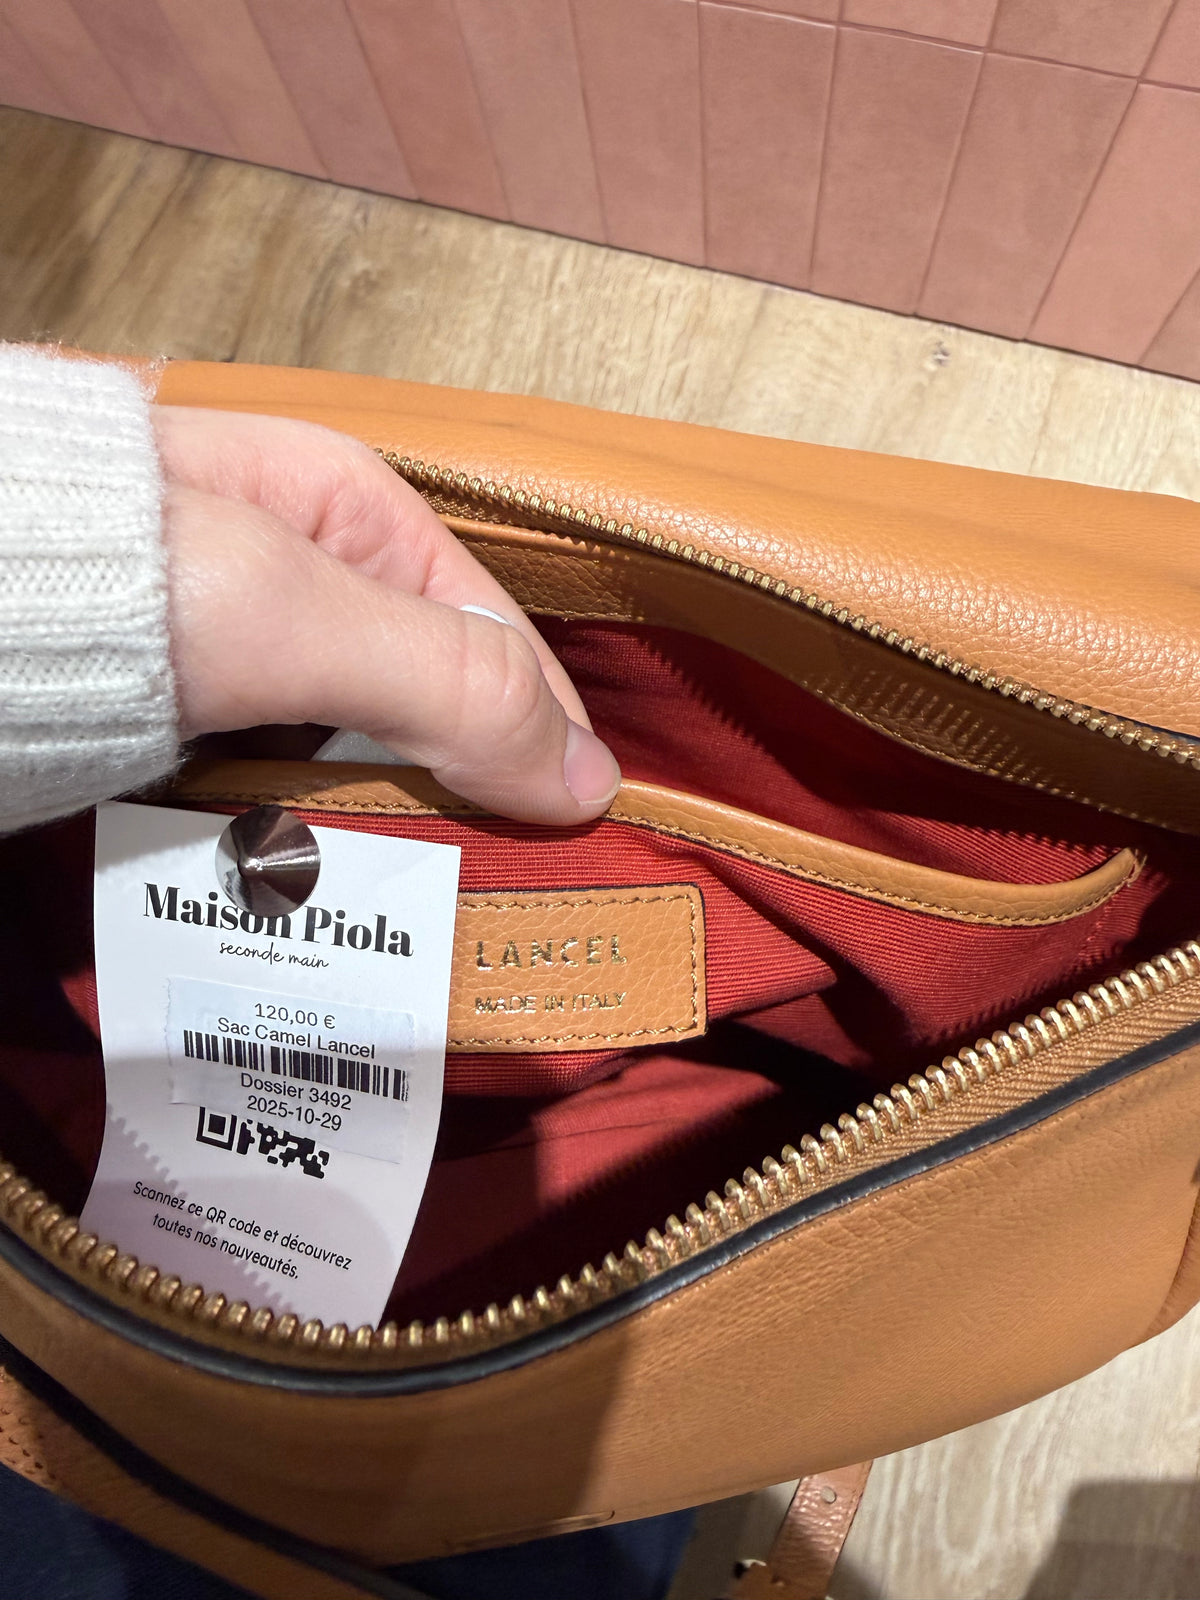 Maison Piola
seconde main
120,00 €
Sac Camel Lancel
Dossier 3492
2025-10-29
Scannez ce QR code et découvrez
toutes nos nouveautés,
LANCEL
MADE IN ITALY